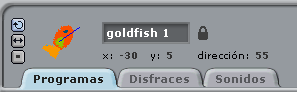 goldfish 1
x: -30 y: 5 dirección: 55
Programas Disfraces Sonidos